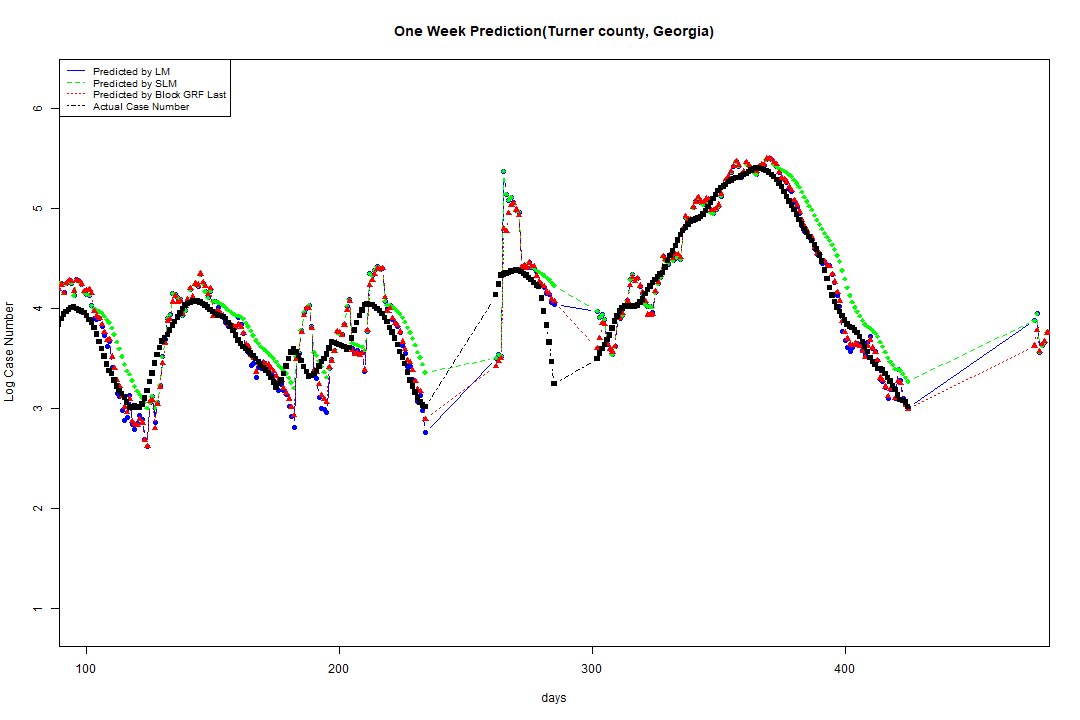 One Week Prediction(Turner county, Georgia)
Predicted by LM
Predicted by SLM
Predicted by Block GRF Last
Actual Case Number
6
5
4
3
2
1
Log Case Number
100 200 300 400
days